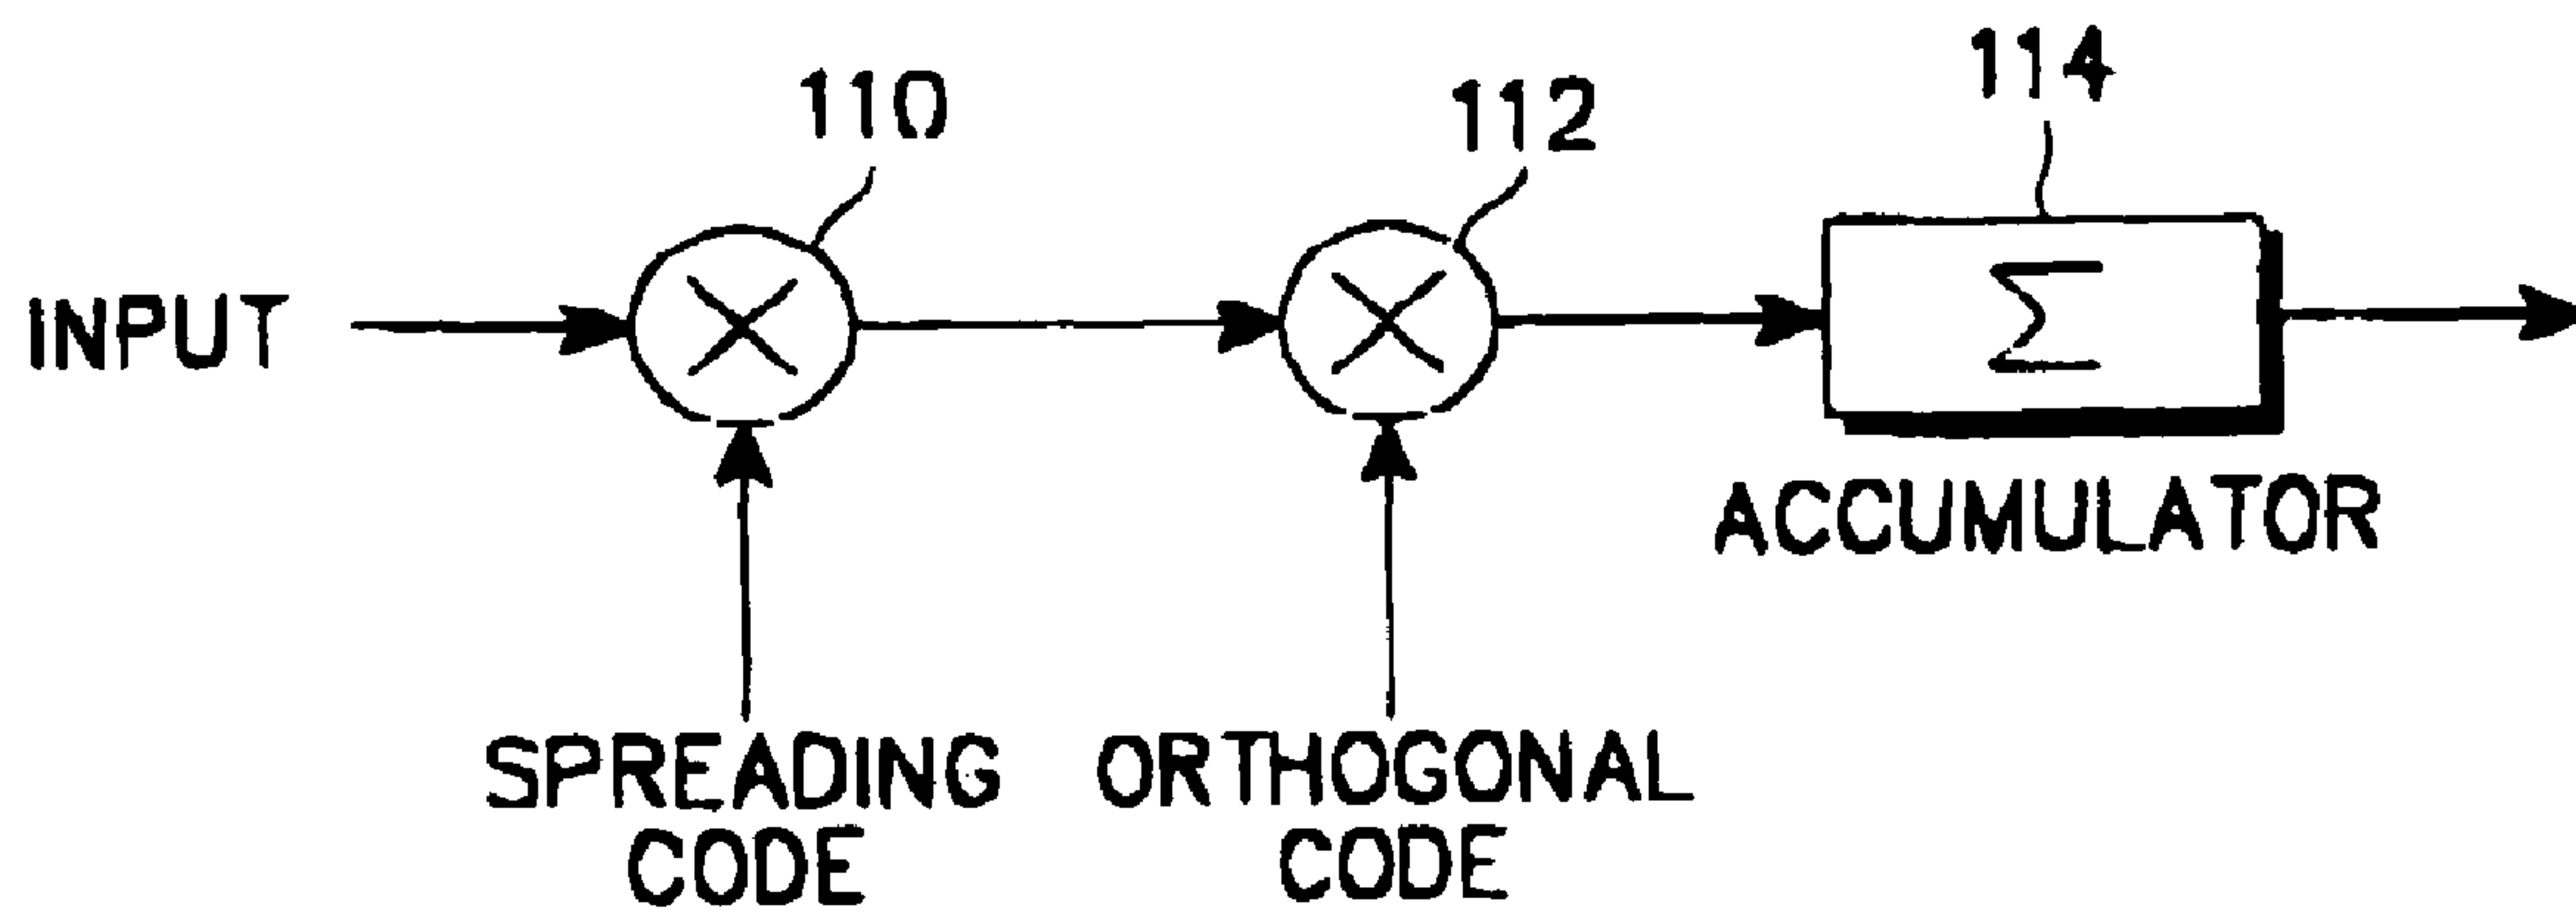 110
112
114
INPUT
Σ
ACCUMULATOR
SPREADING
CODE
ORTHOGONAL
CODE